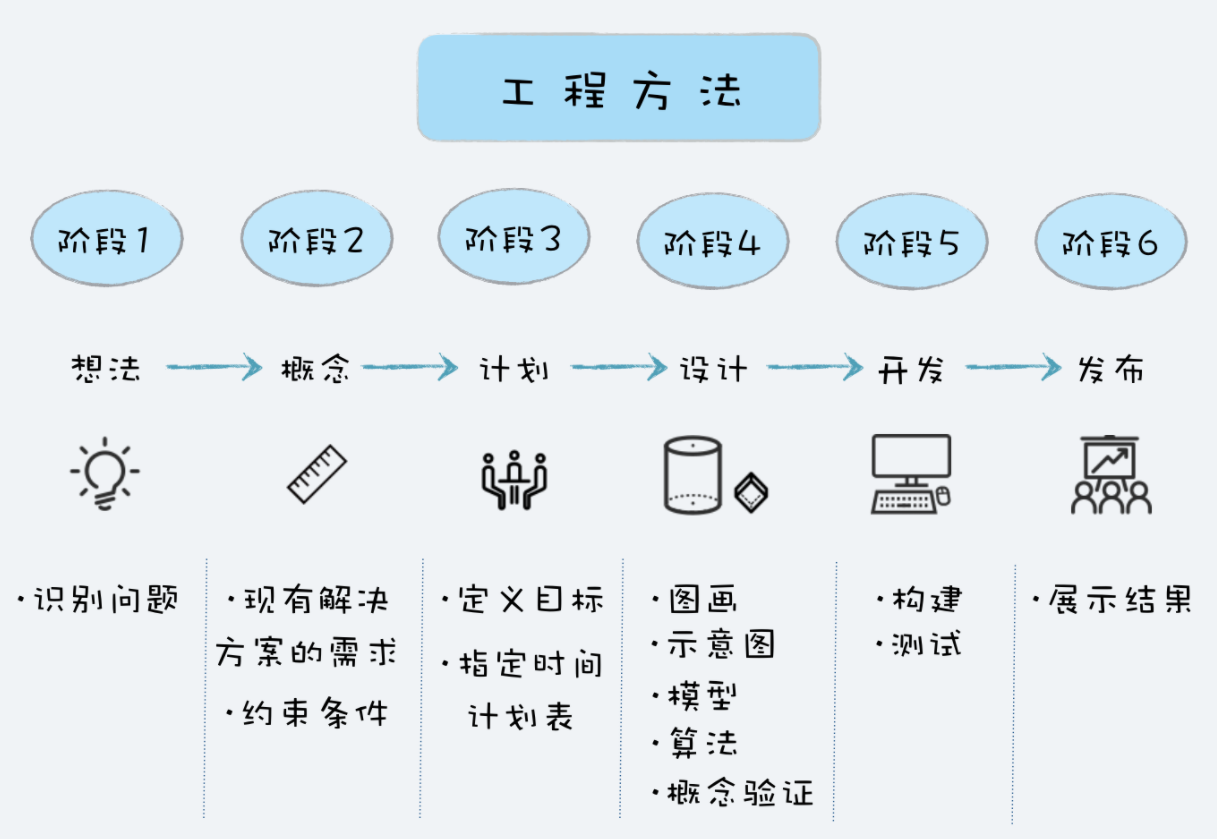 工程方法
阶段1
阶段2
阶段3
阶段4
阶段5
阶段6
想法
概念
计划
设计
开发
发布
·识别问题
·现有解决
方案的需求
·约束条件
·定义目标
·指定时间
计划表
·图画
·示意图
·模型
·算法
·概念验证
·构建
·测试
·展示结果